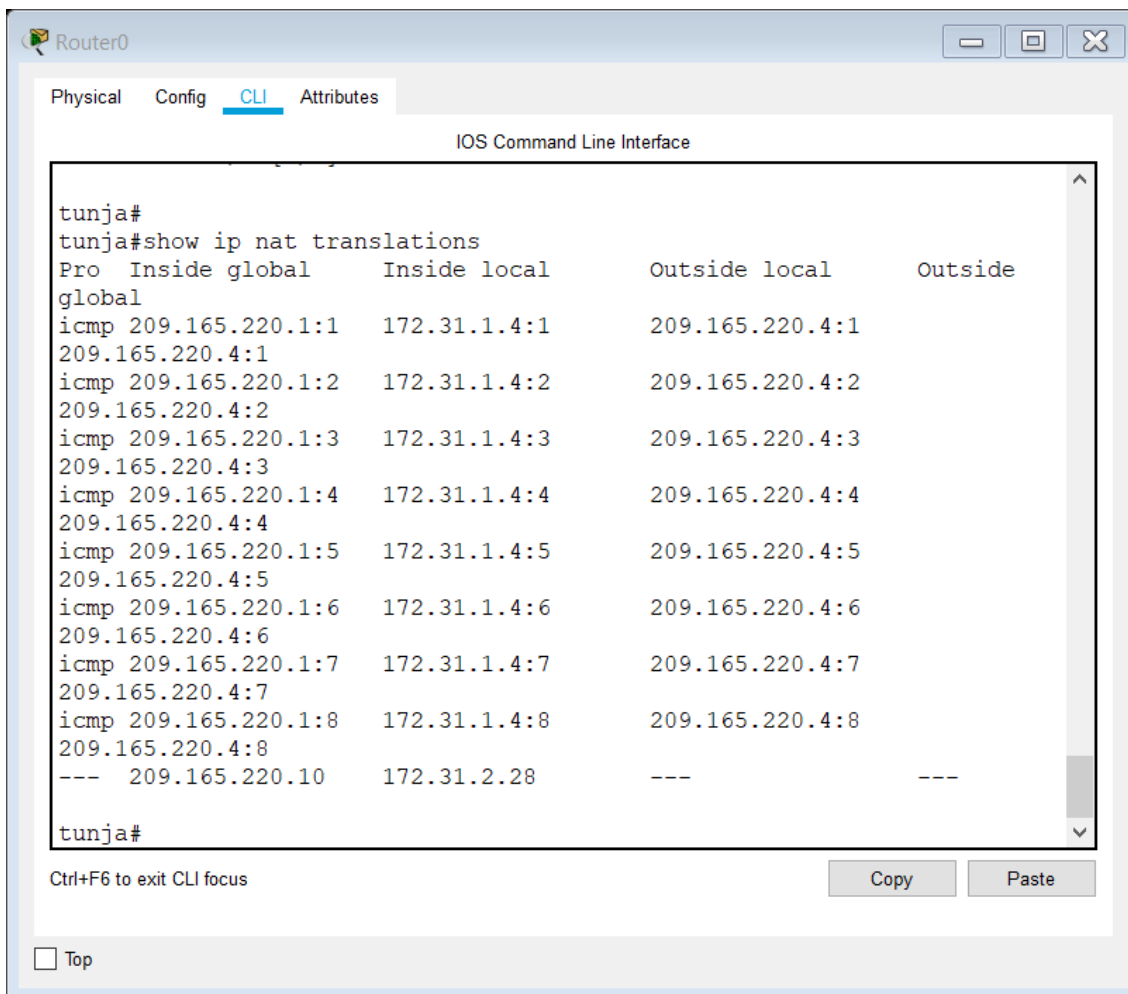 Router0
Physical Config CLI Attributes
IOS Command Line Interface
tunja#
tunja#show ip nat translations
Pro  Inside global     Inside local       Outside local      Outside
global
icmp 209.165.220.1:1   172.31.1.4:1       209.165.220.4:1
209.165.220.4:1
icmp 209.165.220.1:2   172.31.1.4:2       209.165.220.4:2
209.165.220.4:2
icmp 209.165.220.1:3   172.31.1.4:3       209.165.220.4:3
209.165.220.4:3
icmp 209.165.220.1:4   172.31.1.4:4       209.165.220.4:4
209.165.220.4:4
icmp 209.165.220.1:5   172.31.1.4:5       209.165.220.4:5
209.165.220.4:5
icmp 209.165.220.1:6   172.31.1.4:6       209.165.220.4:6
209.165.220.4:6
icmp 209.165.220.1:7   172.31.1.4:7       209.165.220.4:7
209.165.220.4:7
icmp 209.165.220.1:8   172.31.1.4:8       209.165.220.4:8
209.165.220.4:8
---  209.165.220.10    172.31.2.28        ---                ---
tunja#
Ctrl+F6 to exit CLI focus
Copy Paste
Top